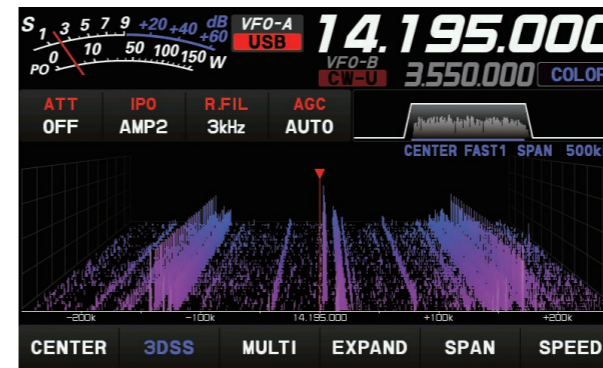 S 1 3 5 7 9 +20 +40 +60 dB
PO 0 10 50 100 150 W
VFO-A
USB
14.195.000
VFO-B
CW-U
3.550.000
COLOR
ATT IPO R.FIL AGC
OFF AMP2 3kHz AUTO
CENTER FAST1 SPAN 500k
-200k -100k 14.195.000 +100k +200k
CENTER 3DSS MULTI EXPAND SPAN SPEED